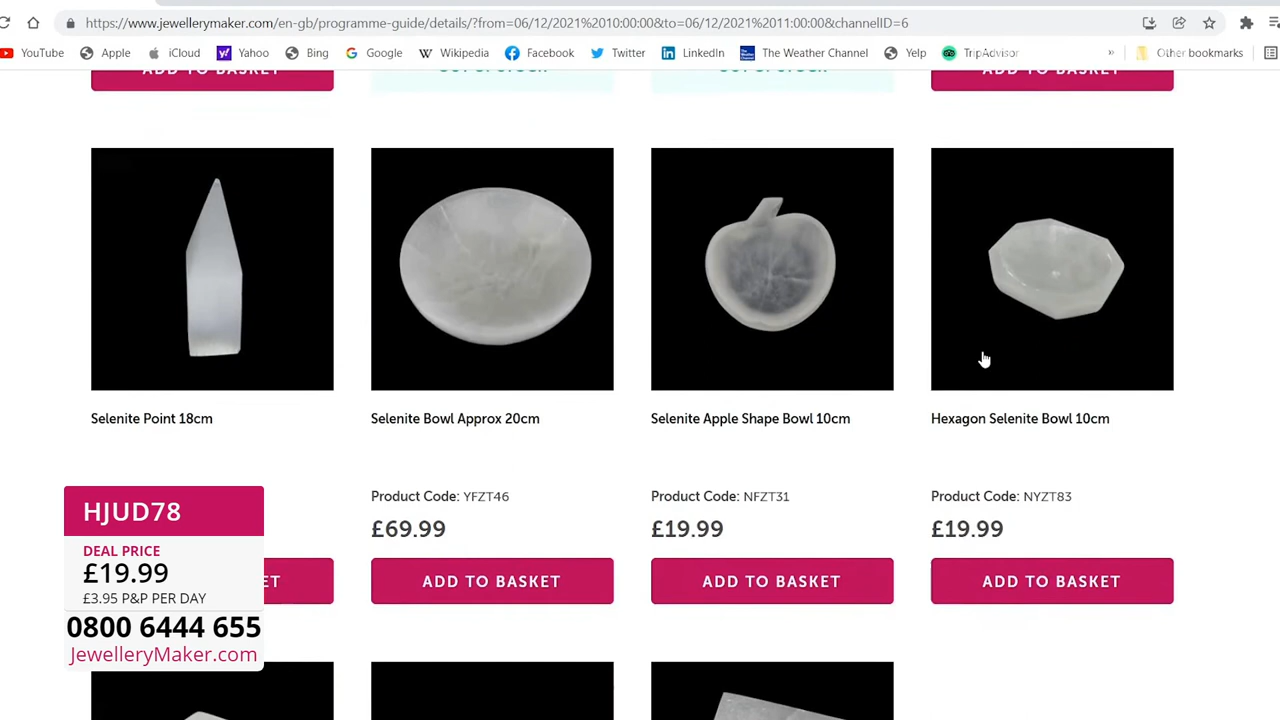 https://www.jewellerymaker.com/en-gb/programme-guide/details/?from=06/12/2021%2010:00:00&to=06/12/2021%2011:00:00&channelID=6
YouTube Apple iCloud Yahoo Bing Google Wikipedia Facebook Twitter LinkedIn The Weather Channel Yelp TripAdvisor » Other bookmarks
ADD TO BASKET ADD TO BASKET
Selenite Point 18cm
Selenite Bowl Approx 20cm
Selenite Apple Shape Bowl 10cm
Hexagon Selenite Bowl 10cm
Product Code: YFZT46
Product Code: NFZT31
Product Code: NYZT83
£69.99
£19.99
£19.99
ADD TO BASKET
ADD TO BASKET
ADD TO BASKET
HJUD78
DEAL PRICE
£19.99
£3.95 P&P PER DAY
0800 6444 655
JewelleryMaker.com